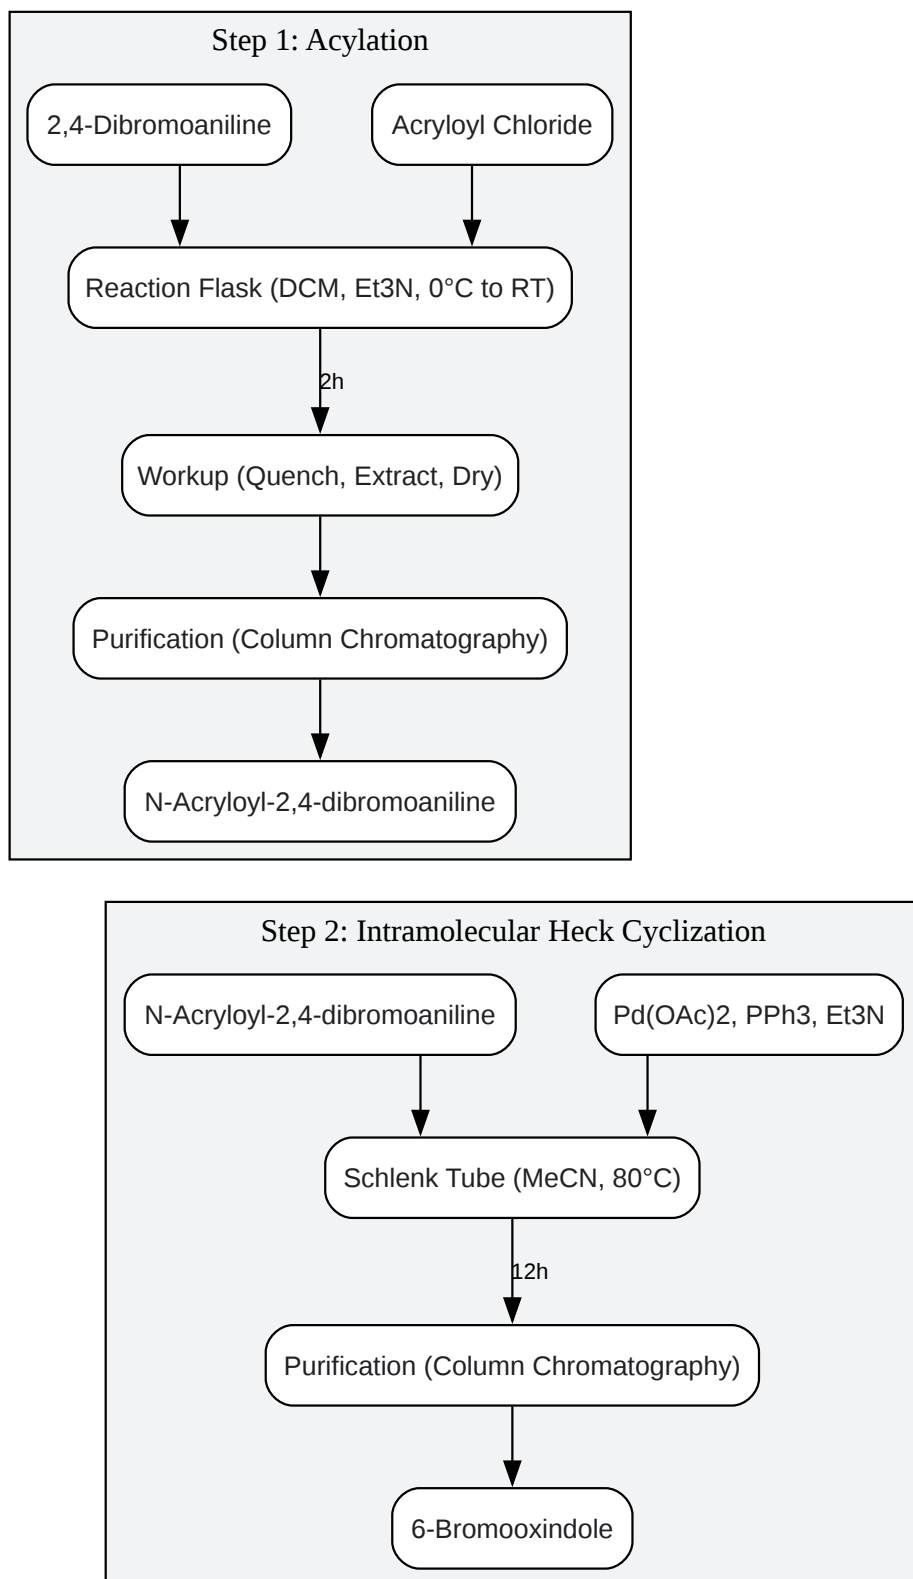 Step 1: Acylation
2,4-Dibromoaniline
Acryloyl Chloride
Reaction Flask (DCM, Et3N, 0°C to RT)
2h
Workup (Quench, Extract, Dry)
Purification (Column Chromatography)
N-Acryloyl-2,4-dibromoaniline
Step 2: Intramolecular Heck Cyclization
N-Acryloyl-2,4-dibromoaniline
Pd(OAc)2, PPh3, Et3N
Schlenk Tube (MeCN, 80°C)
12h
Purification (Column Chromatography)
6-Bromooxindole